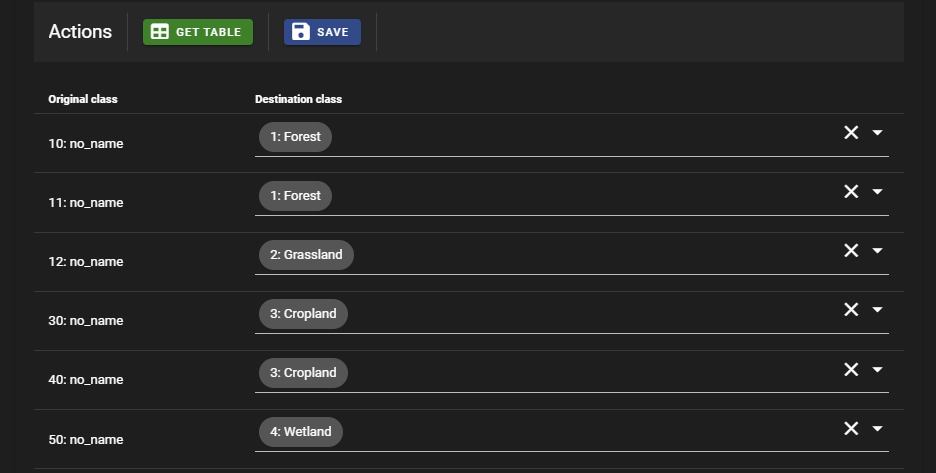 Actions GET TABLE SAVE
Original class Destination class
10: no_name 1: Forest
11: no_name 1: Forest
12: no_name 2: Grassland
30: no_name 3: Cropland
40: no_name 3: Cropland
50: no_name 4: Wetland